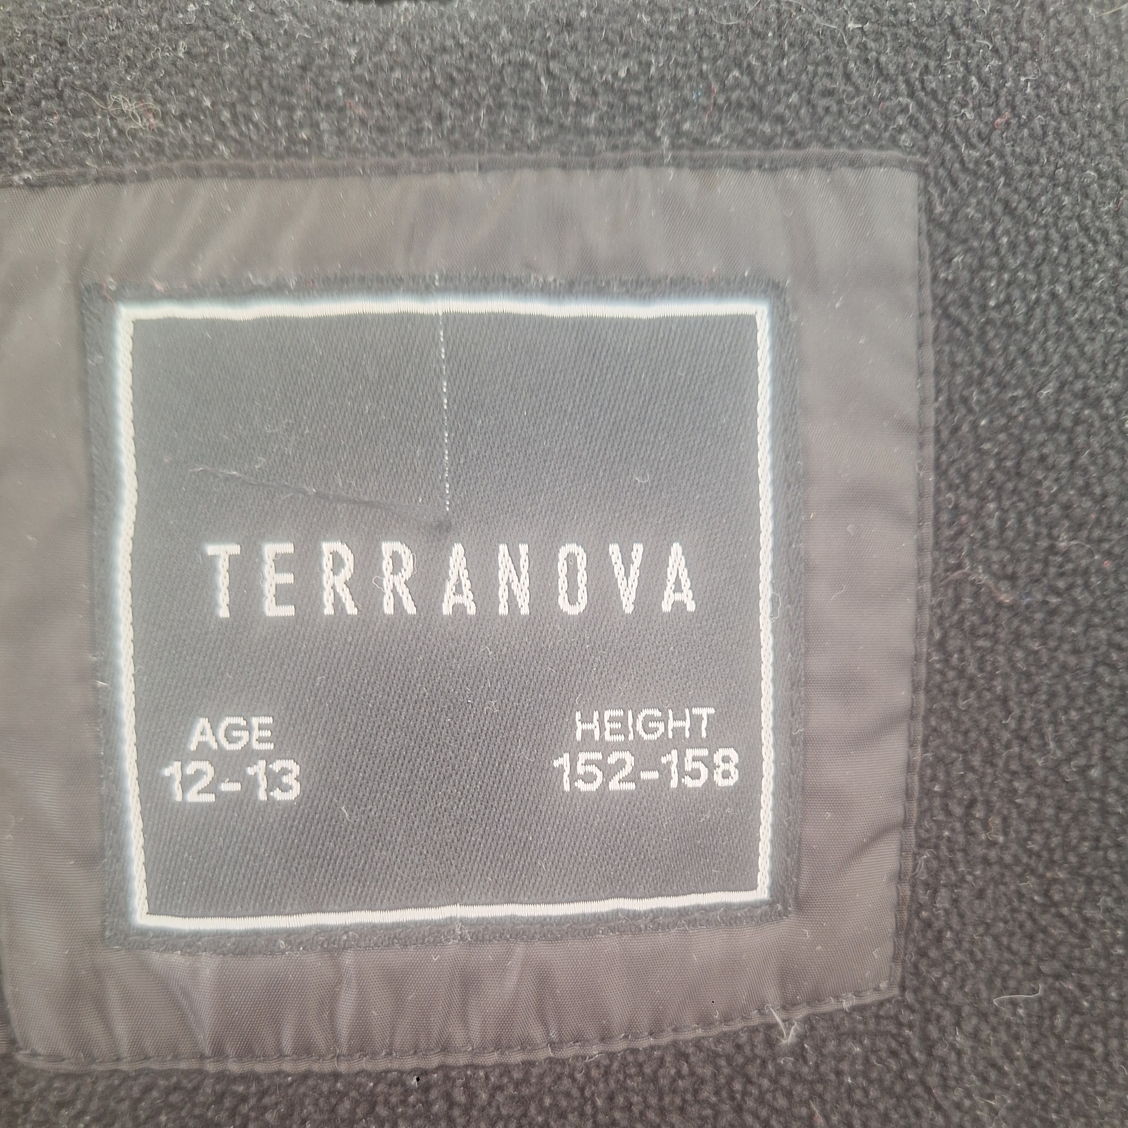 TERRANOVA
AGE
12-13
HEIGHT
152-158